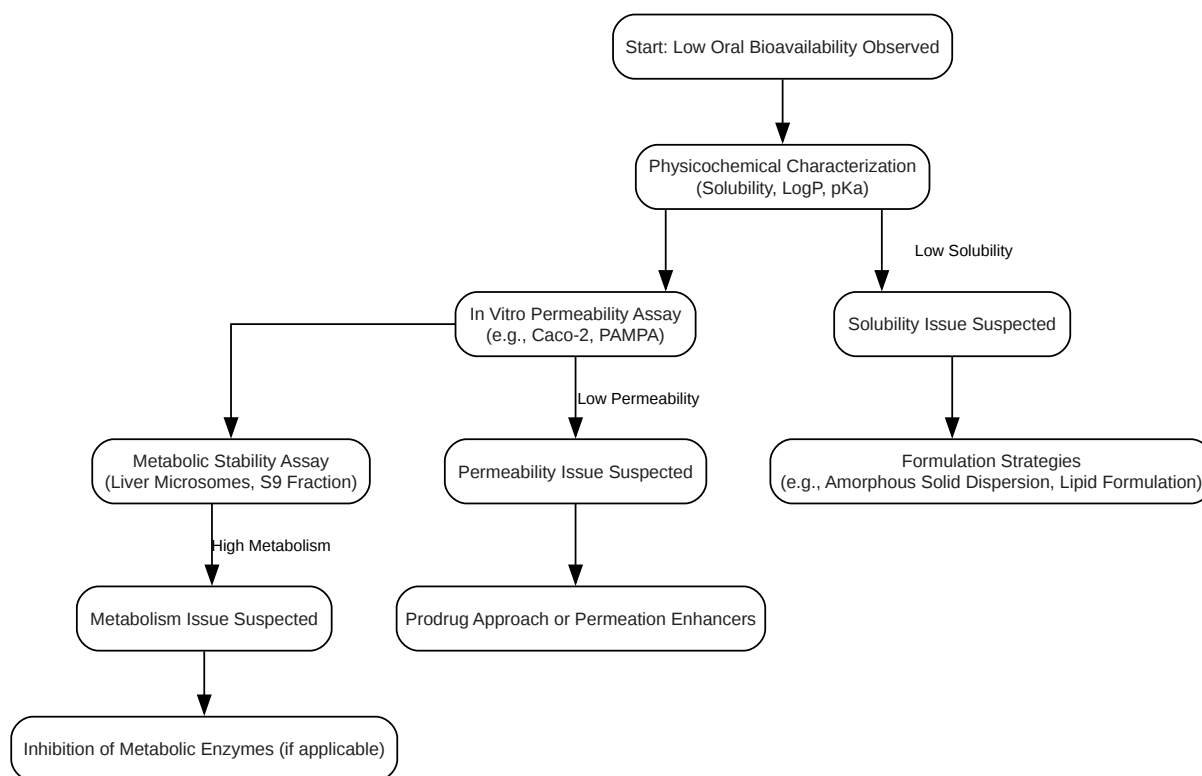 Start: Low Oral Bioavailability Observed
Physicochemical Characterization
(Solubility, LogP, pKa)
Low Solubility
In Vitro Permeability Assay
(e.g., Caco-2, PAMPA)
Solubility Issue Suspected
Low Permeability
Metabolic Stability Assay
(Liver Microsomes, S9 Fraction)
Permeability Issue Suspected
Formulation Strategies
(e.g., Amorphous Solid Dispersion, Lipid Formulation)
High Metabolism
Metabolism Issue Suspected
Prodrug Approach or Permeation Enhancers
Inhibition of Metabolic Enzymes (if applicable)